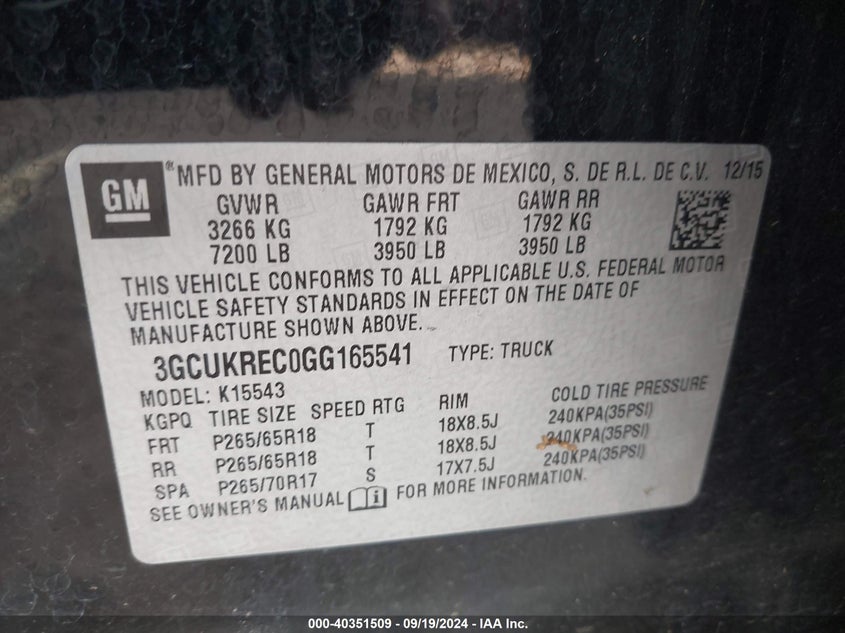 GM ® MFD BY GENERAL MOTORS DE MEXICO, S. DE R.L. DE C.V. 12/15
GVWR GAWR FRT GAWR RR
3266 KG 1792 KG 1792 KG
7200 LB 3950 LB 3950 LB
THIS VEHICLE CONFORMS TO ALL APPLICABLE U.S. FEDERAL MOTOR
VEHICLE SAFETY STANDARDS IN EFFECT ON THE DATE OF
MANUFACTURE SHOWN ABOVE.
3GCUKREC0GG165541 TYPE: TRUCK
MODEL: K15543
KGPQ TIRE SIZE SPEED RTG RIM COLD TIRE PRESSURE
FRT P265/65R18 T 18X8.5J 240KPA(35PSI)
RR P265/65R18 T 18X8.5J 240KPA(35PSI)
SPA P265/70R17 S 17X7.5J 240KPA(35PSI)
SEE OWNER'S MANUAL i FOR MORE INFORMATION.
000-40351509 - 09/19/2024 - IAA Inc.